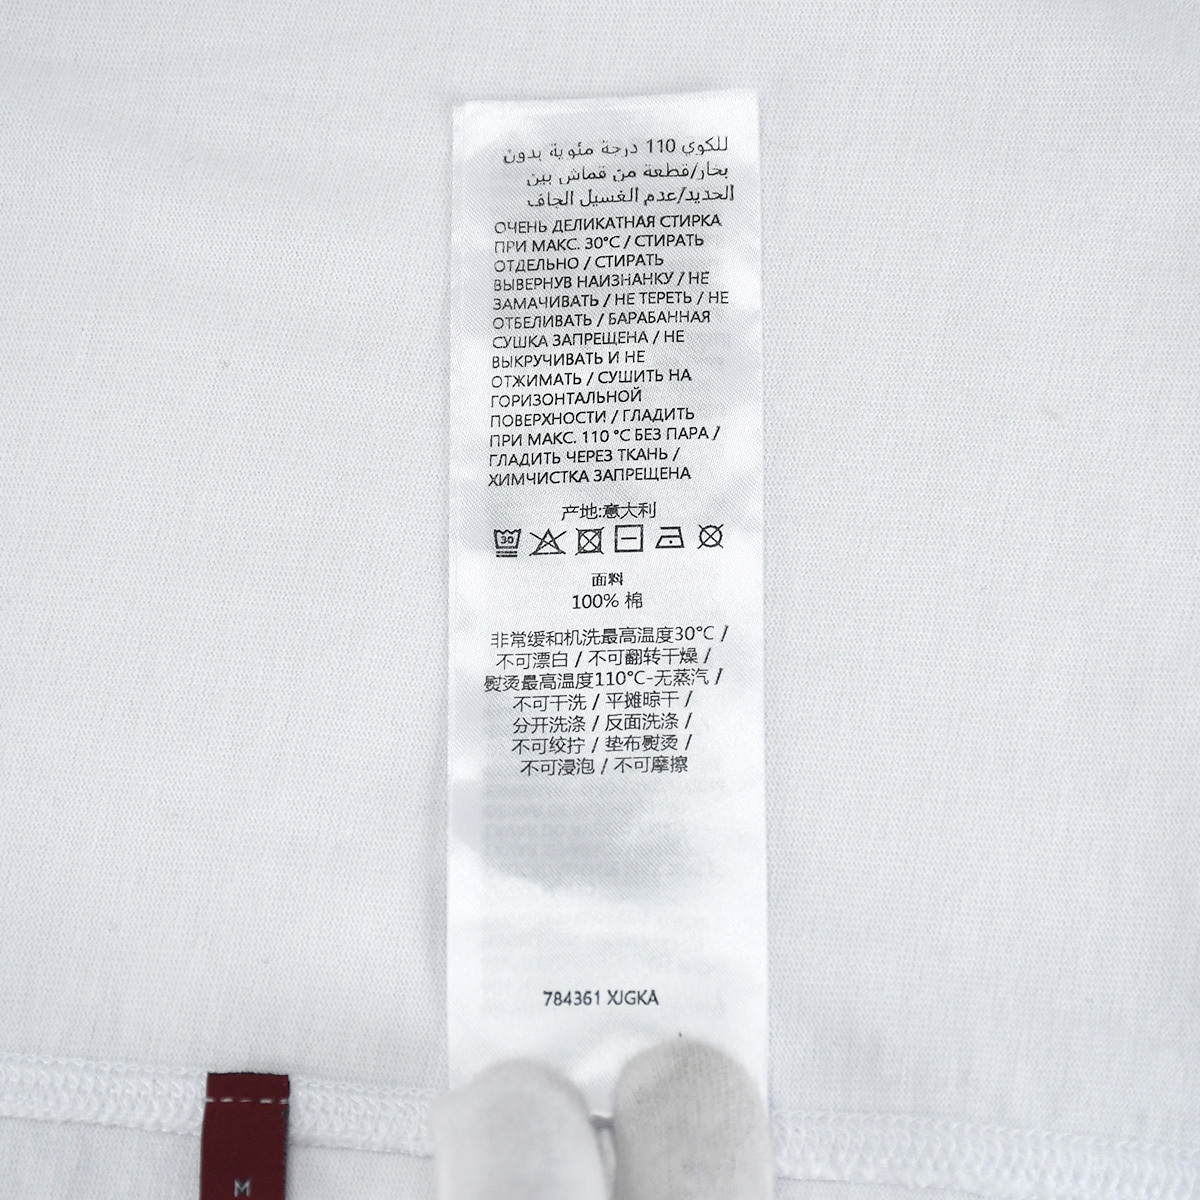 للكوي 110 درجة مئوية بدون
بخار/قطعة من قماش بين
الحديد/عدم الغسيل الجاف
ОЧЕНЬ ДЕЛИКАТНАЯ СТИРКА
ПРИ МАКС. 30°C / СТИРАТЬ
ОТДЕЛЬНО / СТИРАТЬ
ВЫВЕРНУВ НАИЗНАНКУ / НЕ
ЗАМАЧИВАТЬ / НЕ ТЕРЕТЬ / НЕ
ОТБЕЛИВАТЬ / БАРАБАННАЯ
СУШКА ЗАПРЕЩЕНА / НЕ
ВЫКРУЧИВАТЬ И НЕ
ОТЖИМАТЬ / СУШИТЬ НА
ГОРИЗОНТАЛЬНОЙ
ПОВЕРХНОСТИ / ГЛАДИТЬ
ПРИ МАКС. 110 °C БЕЗ ПАРА /
ГЛАДИТЬ ЧЕРЕЗ ТКАНЬ /
ХИМЧИСТКА ЗАПРЕЩЕНА
产地:意大利
30
面料
100% 棉
非常缓和机洗最高温度30°C /
不可漂白 / 不可翻转干燥 /
熨烫最高温度110°C-无蒸汽 /
不可干洗 / 平摊晾干 /
分开洗涤 / 反面洗涤 /
不可绞拧 / 垫布熨烫 /
不可浸泡 / 不可摩擦
784361 XJGKA
M